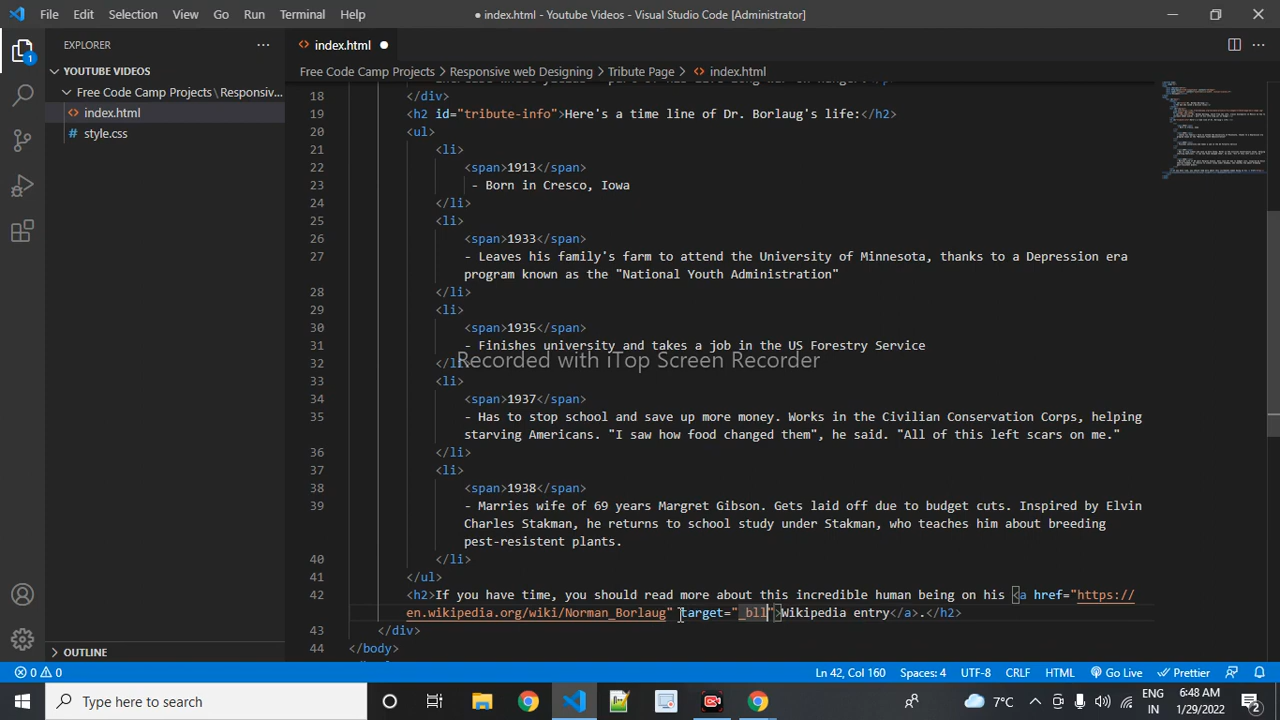 File Edit Selection View Go Run Terminal Help
● index.html - Youtube Videos - Visual Studio Code [Administrator]
EXPLORER
index.html
YOUTUBE VIDEOS
Free Code Camp Projects > Responsive web Designing > Tribute Page > index.html
Free Code Camp Projects\Responsiv...
index.html
style.css
18 </div>
19 <h2 id="tribute-info">Here's a time line of Dr. Borlaug's life:</h2>
20 <ul>
21 <li>
22 <span>1913</span>
23 - Born in Cresco, Iowa
24 </li>
25 <li>
26 <span>1933</span>
27 - Leaves his family's farm to attend the University of Minnesota, thanks to a Depression era
program known as the "National Youth Administration"
28 </li>
29 <li>
30 <span>1935</span>
31 - Finishes university and takes a job in the US Forestry Service
Recorded with iTop Screen Recorder
32 </li>
33 <li>
34 <span>1937</span>
35 - Has to stop school and save up more money. Works in the Civilian Conservation Corps, helping
starving Americans. "I saw how food changed them", he said. "All of this left scars on me."
36 </li>
37 <li>
38 <span>1938</span>
39 - Marries wife of 69 years Margret Gibson. Gets laid off due to budget cuts. Inspired by Elvin
Charles Stakman, he returns to school study under Stakman, who teaches him about breeding
pest-resistent plants.
40 </li>
41 </ul>
42 <h2>If you have time, you should read more about this incredible human being on his <a href="https://
en.wikipedia.org/wiki/Norman_Borlaug" target="_bll">Wikipedia entry</a>.</h2>
43 </div>
44 </body>
OUTLINE
0 0
Ln 42, Col 160 Spaces: 4 UTF-8 CRLF HTML Go Live Prettier
Type here to search
7°C
ENG
IN
6:48 AM
1/29/2022
1
2